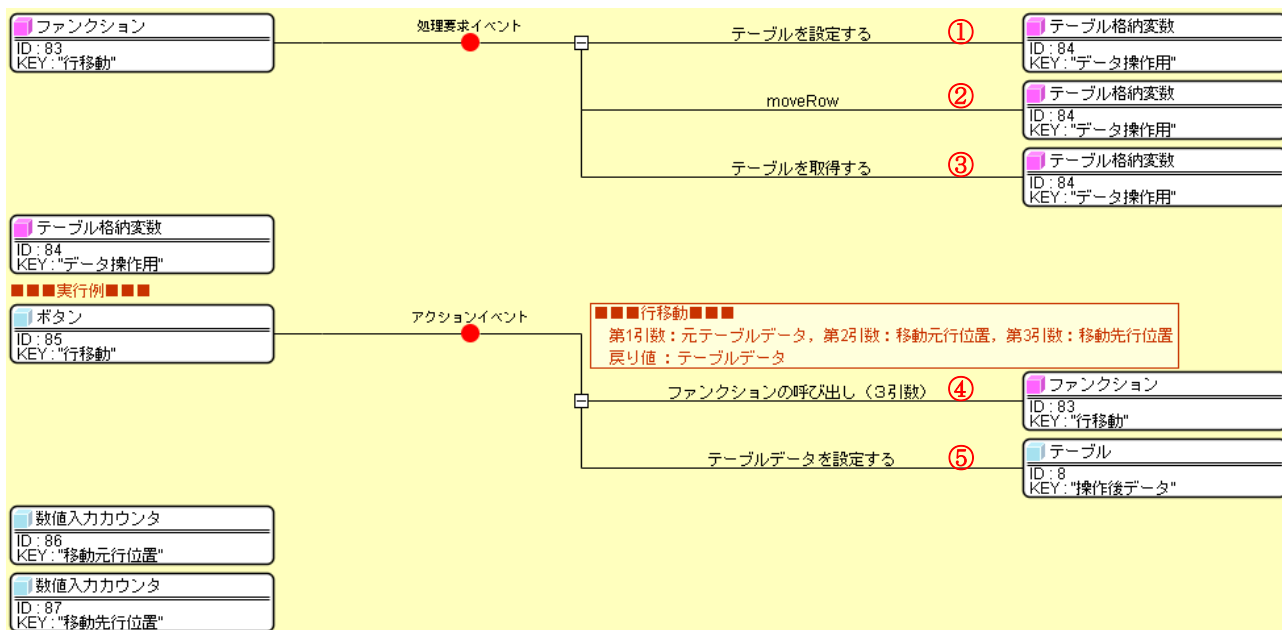 ファンクション
ID : 83
KEY : "行移動"
処理要求イベント
テーブルを設定する ①
テーブル格納変数
ID : 84
KEY : "データ操作用"
moveRow ②
テーブル格納変数
ID : 84
KEY : "データ操作用"
テーブルを取得する ③
テーブル格納変数
ID : 84
KEY : "データ操作用"
テーブル格納変数
ID : 84
KEY : "データ操作用"
■■■実行例■■■
ボタン
ID : 85
KEY : "行移動"
アクションイベント
■■■行移動■■■
第1引数：元テーブルデータ，第2引数：移動元行位置，第3引数：移動先行位置
戻り値 ：テーブルデータ
ファンクションの呼び出し（３引数） ④
ファンクション
ID : 83
KEY : "行移動"
テーブルデータを設定する ⑤
テーブル
ID : 8
KEY : "操作後データ"
数値入力カウンタ
ID : 86
KEY : "移動元行位置"
数値入力カウンタ
ID : 87
KEY : "移動先行位置"